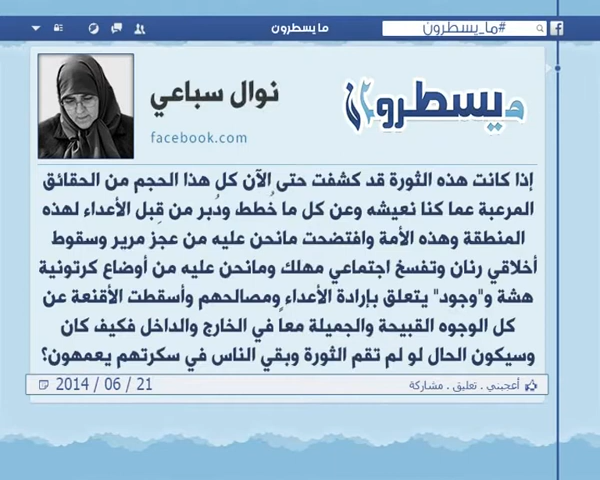 ما يسطرون
#ما_يسطرون
نوال سباعي
facebook.com
ما يسطرون
إذا كانت هذه الثورة قد كشفت حتى الآن كل هذا الحجم من الحقائق
المرعبة عما كنا نعيشه وعن كل ما خُطط ودُبر من قِبل الأعداء لهذه
المنطقة وهذه الأمة وافتضحت مانحن عليه من عجز مرير وسقوط
أخلاقي رنان وتفسخ اجتماعي مهلك ومانحن عليه من أوضاع كرتونية
هشة و"وجود" يتعلق بإرادة الأعداء ومصالحهم وأسقطت الأقنعة عن
كل الوجوه القبيحة والجميلة معاً في الخارج والداخل فكيف كان
وسيكون الحال لو لم تقم الثورة وبقي الناس في سكرتهم يعمهون؟
أعجبني . تعليق . مشاركة
21 / 06 / 2014